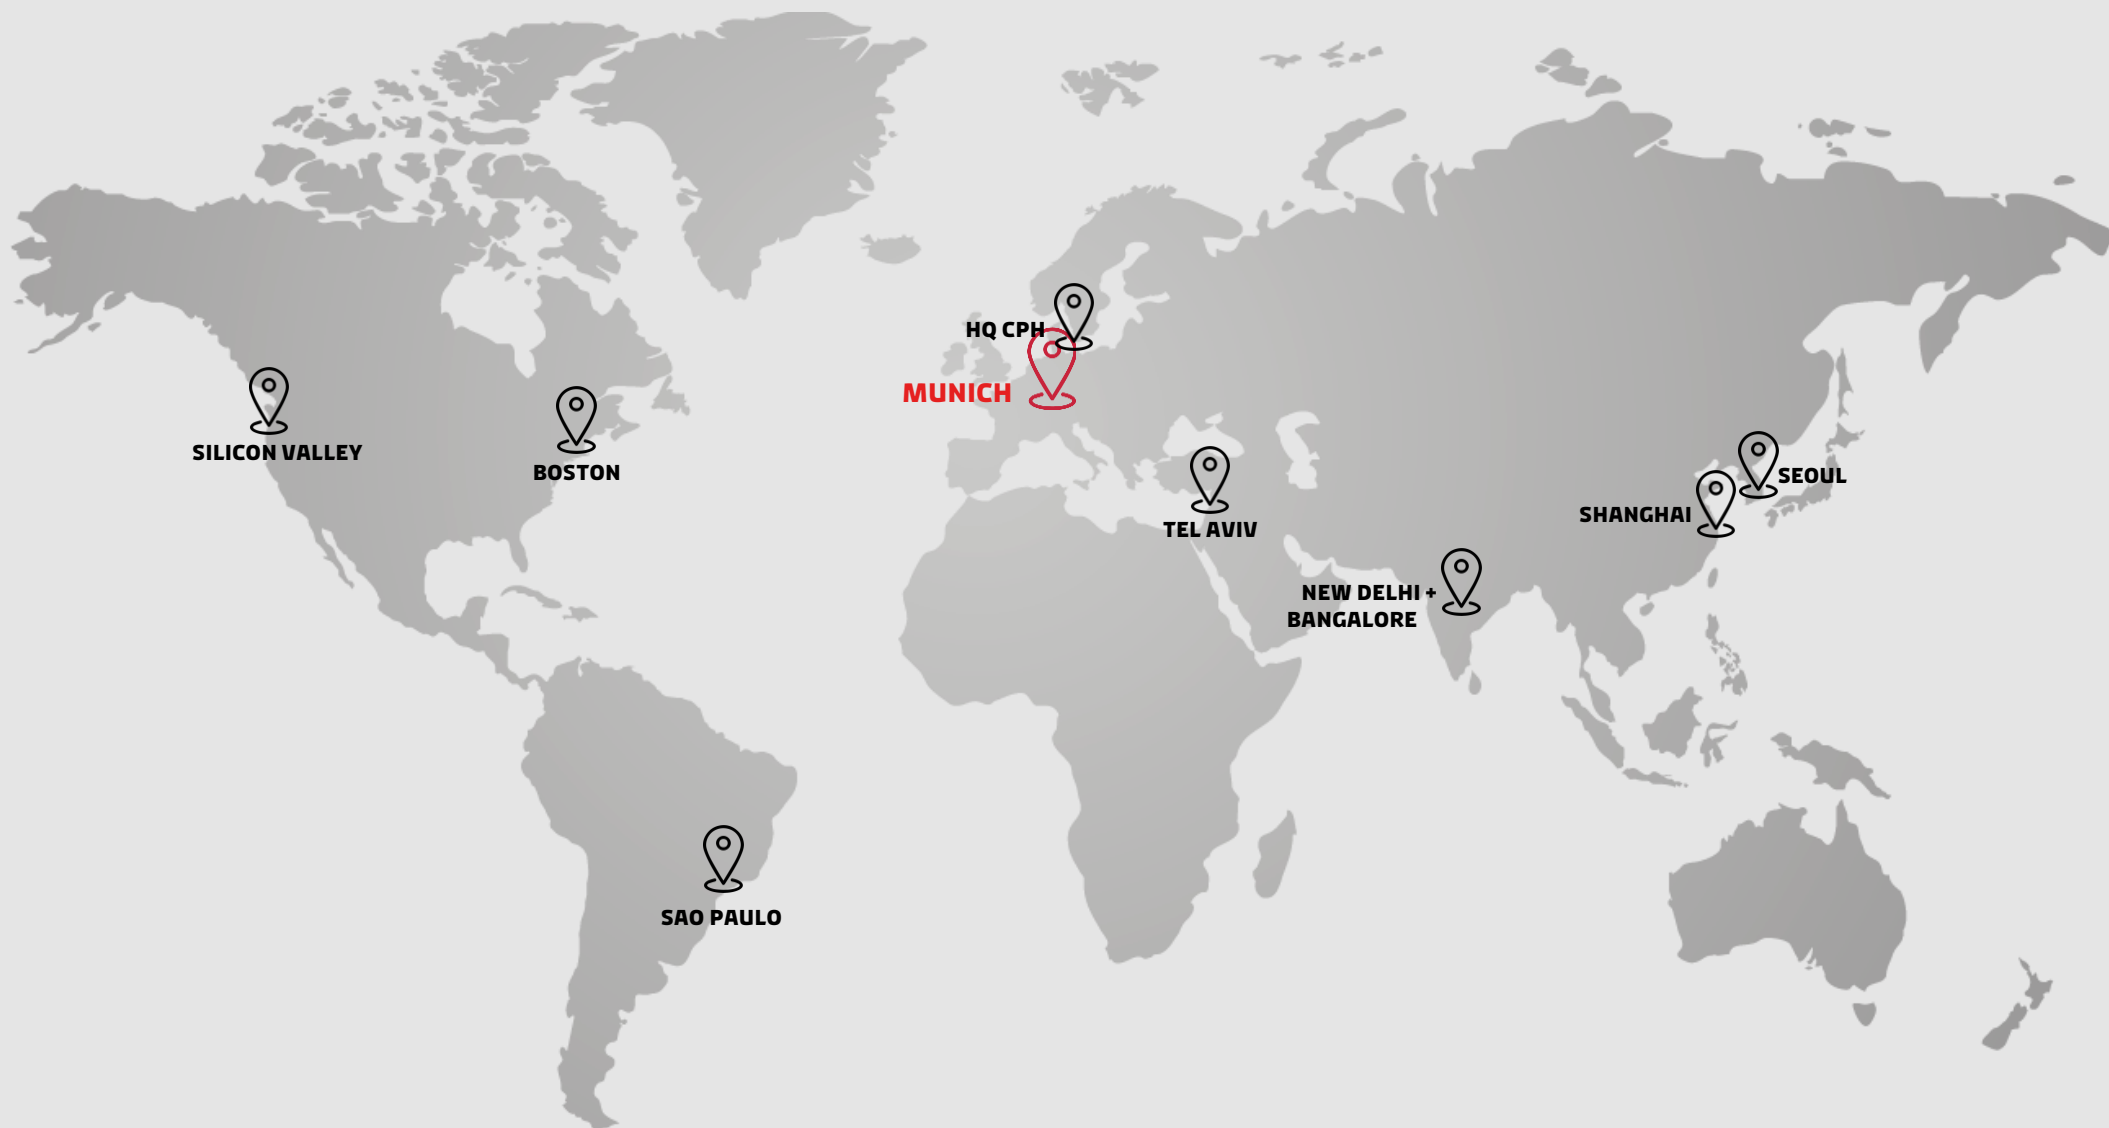 HQ CPH
MUNICH
SILICON VALLEY
BOSTON
SEOUL
SHANGHAI
TEL AVIV
NEW DELHI +
BANGALORE
SAO PAULO